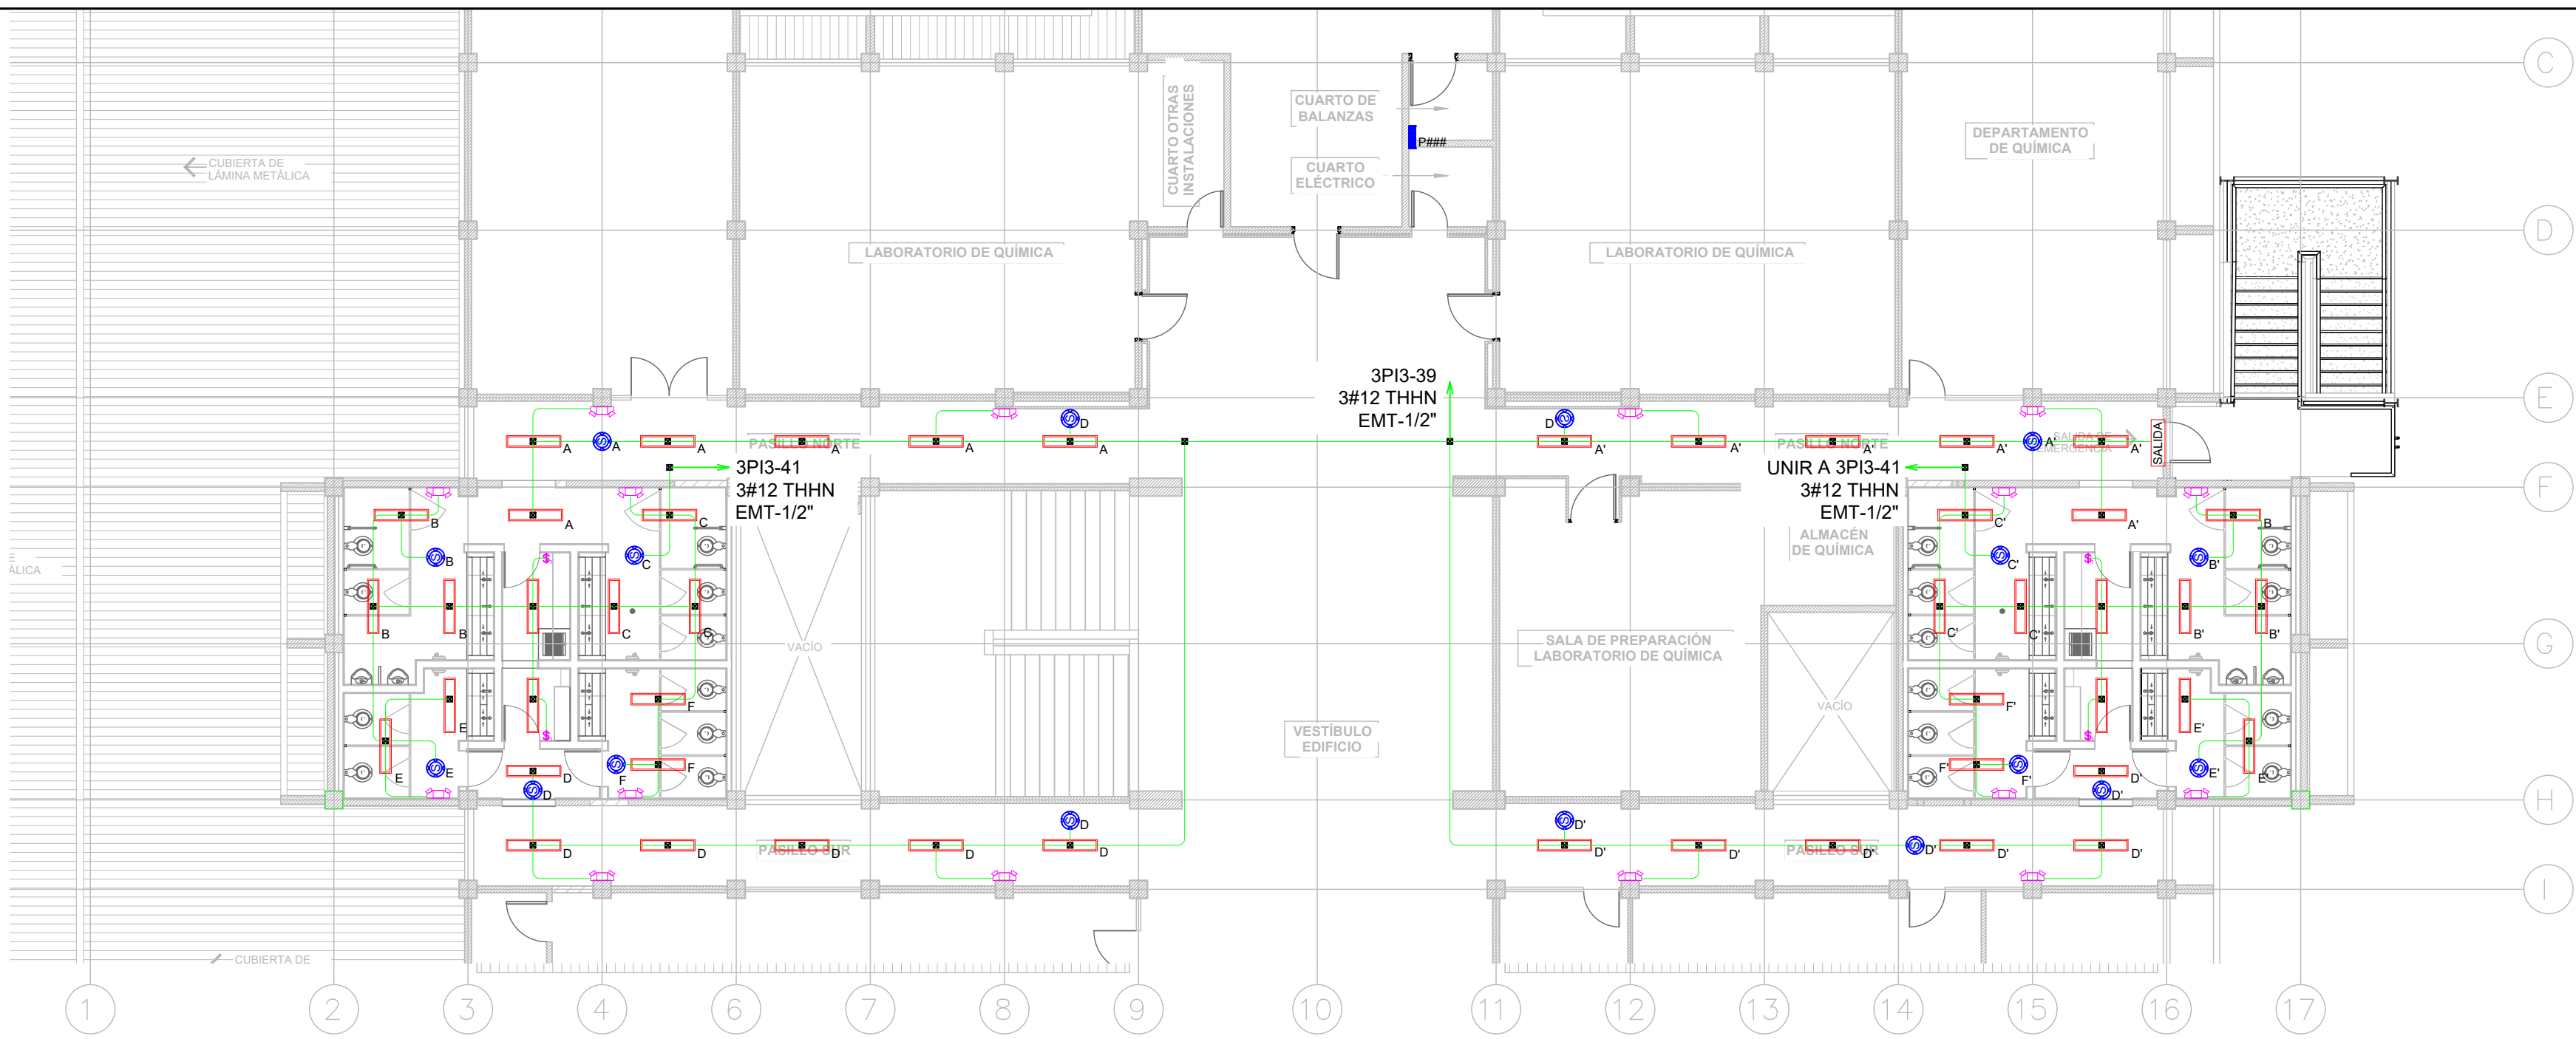 C
CUARTO OTRAS
INSTALACIONES
CUARTO DE
BALANZAS
P###
DEPARTAMENTO
DE QUÍMICA
CUBIERTA DE
LÁMINA METÁLICA
CUARTO
ELÉCTRICO
D
LABORATORIO DE QUÍMICA
LABORATORIO DE QUÍMICA
3PI3-39
3#12 THHN
EMT-1/2"
E
S D
D S
A
S A
A
PASILLO NORTE
A
A
A
A'
A'
PASILLO NORTE
A'
A'
S A'
A'
SALIDA DE
EMERGENCIA
SALIDA
3PI3-41
3#12 THHN
EMT-1/2"
UNIR A 3PI3-41
3#12 THHN
EMT-1/2"
F
B
A
C
C'
A'
B
ALMACÉN
DE QUÍMICA
E
ÁLICA
S B
S C
$
S C'
$
S B'
B
B
C
C
C'
C'
B'
B'
VACÍO
SALA DE PREPARACIÓN
LABORATORIO DE QUÍMICA
G
E
F
F'
E'
VACÍO
VESTÍBULO
EDIFICIO
$
$
E
S E
D
S F
F
F'
S F'
D'
S E'
E
S D
S D'
H
S D
S D'
D
D
PASILLO SUR
D
D
D
D'
D'
PASILLO SUR
D'
S D'
D'
D'
I
CUBIERTA DE
1
2
3
4
6
7
8
9
10
11
12
13
14
15
16
17